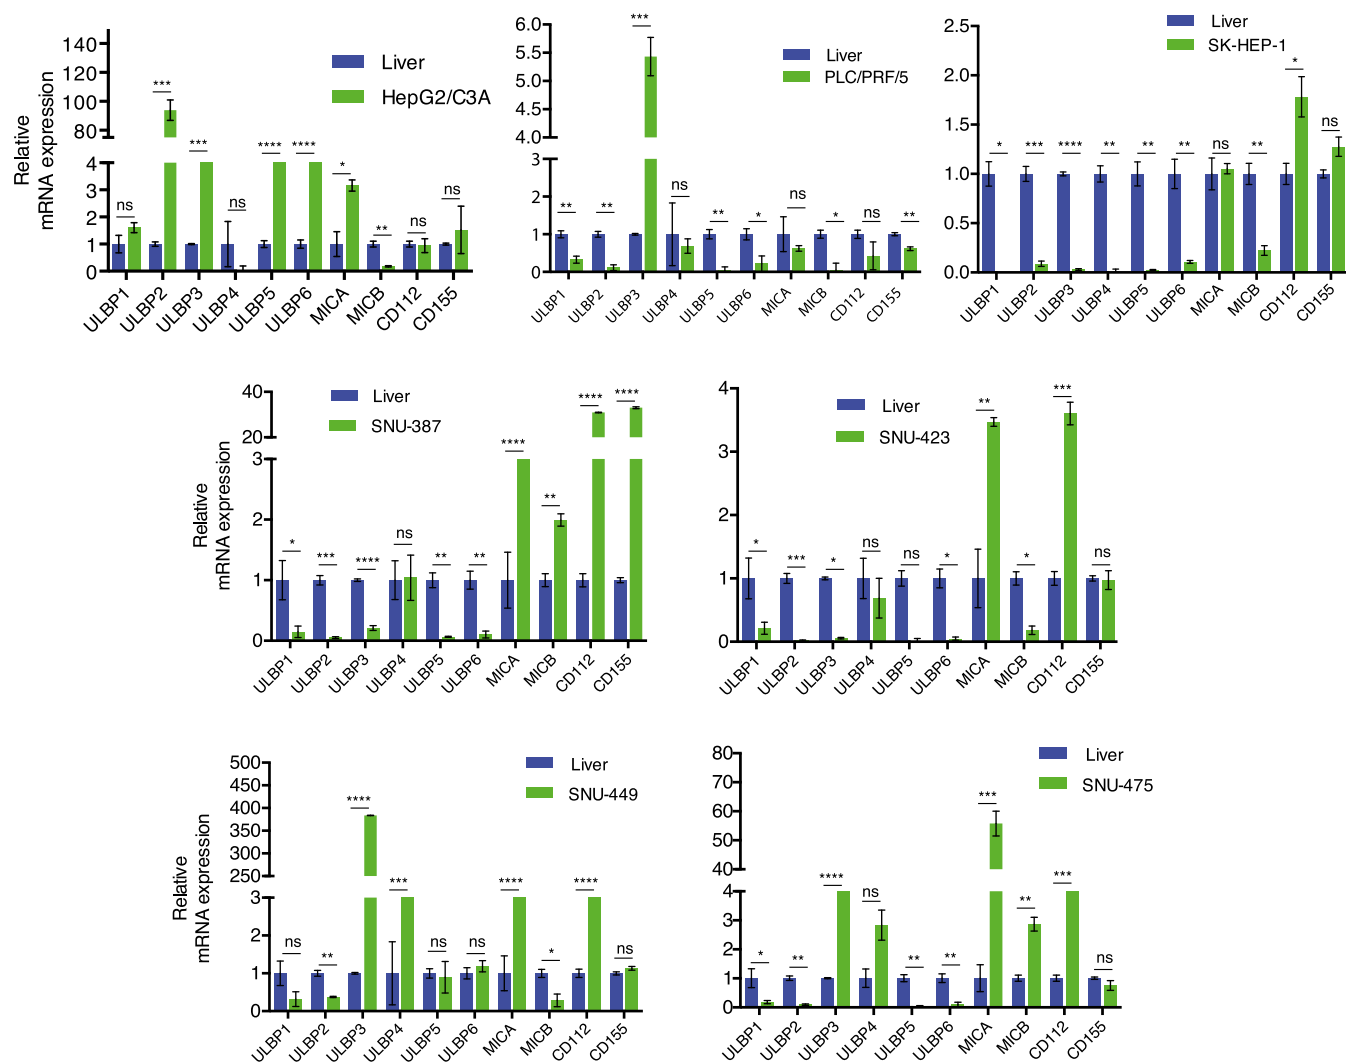 Relative
mRNA expression
140
120
100
80
4
3
2
1
0
Liver
HepG2/C3A
ns
***
***
ns
****
****
*
**
ns
ns
ULBP1
ULBP2
ULBP3
ULBP4
ULBP5
ULBP6
MICA
MICB
CD112
CD155
6.0
5.5
5.0
4.5
4.0
3
2
1
0
Liver
PLC/PRF/5
**
**
***
ns
**
*
ns
*
ns
**
ULBP1
ULBP2
ULBP3
ULBP4
ULBP5
ULBP6
MICA
MICB
CD112
CD155
2.5
2.0
1.5
1.0
0.5
0.0
Liver
SK-HEP-1
*
***
****
**
**
**
ns
**
*
ns
ULBP1
ULBP2
ULBP3
ULBP4
ULBP5
ULBP6
MICA
MICB
CD112
CD155
Relative
mRNA expression
40
30
20
3
2
1
0
Liver
SNU-387
*
***
****
ns
**
**
****
**
****
****
ULBP1
ULBP2
ULBP3
ULBP4
ULBP5
ULBP6
MICA
MICB
CD112
CD155
4
3
2
1
0
Liver
SNU-423
*
***
*
ns
ns
*
**
*
***
ns
ULBP1
ULBP2
ULBP3
ULBP4
ULBP5
ULBP6
MICA
MICB
CD112
CD155
Relative
mRNA expression
500
450
400
350
300
250
3
2
1
0
Liver
SNU-449
ns
**
****
***
ns
ns
****
*
****
ns
ULBP1
ULBP2
ULBP3
ULBP4
ULBP5
ULBP6
MICA
MICB
CD112
CD155
80
70
60
50
40
4
3
2
1
0
Liver
SNU-475
*
**
****
ns
**
**
***
**
***
ns
ULBP1
ULBP2
ULBP3
ULBP4
ULBP5
ULBP6
MICA
MICB
CD112
CD155